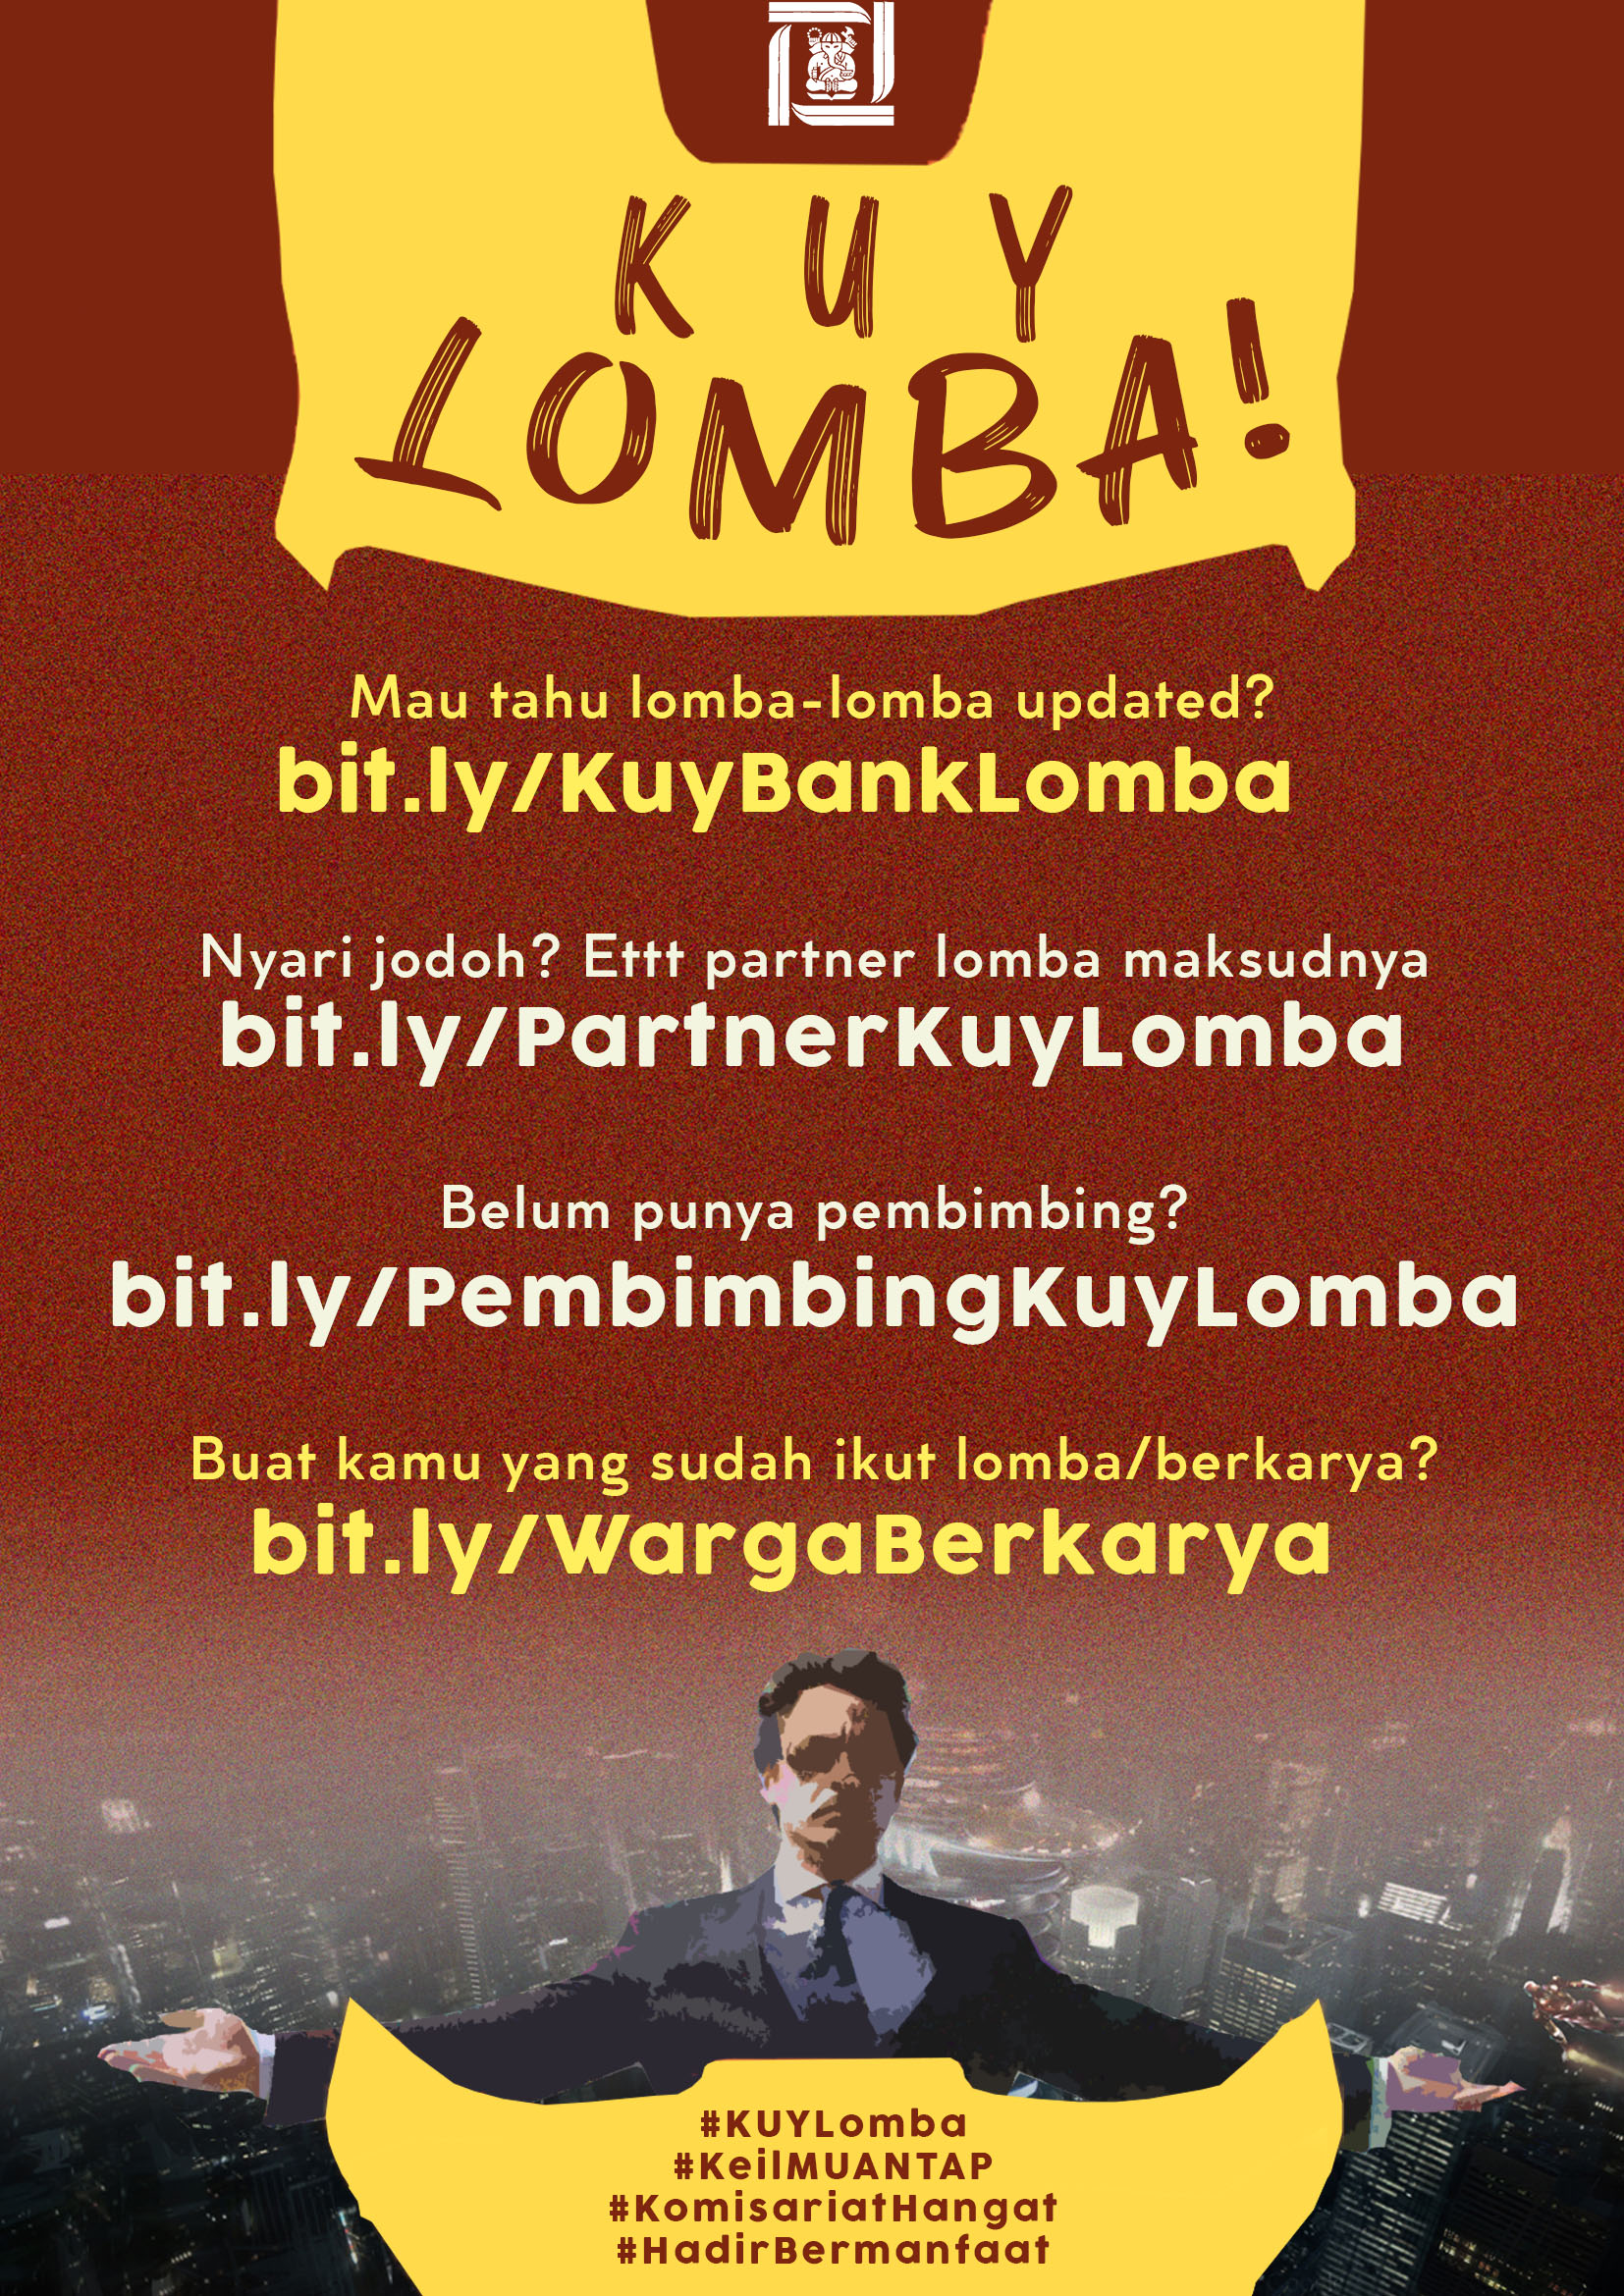 KUY
LOMBA!
Mau tahu lomba-lomba updated?
bit.ly/KuyBankLomba
Nyari jodoh? Ettt partner lomba maksudnya
bit.ly/PartnerKuyLomba
Belum punya pembimbing?
bit.ly/PembimbingKuyLomba
Buat kamu yang sudah ikut lomba/berkarya?
bit.ly/WargaBerkarya
#KUYLomba
#KeilMUANTAP
#KomisariatHangat
#HadirBermanfaat